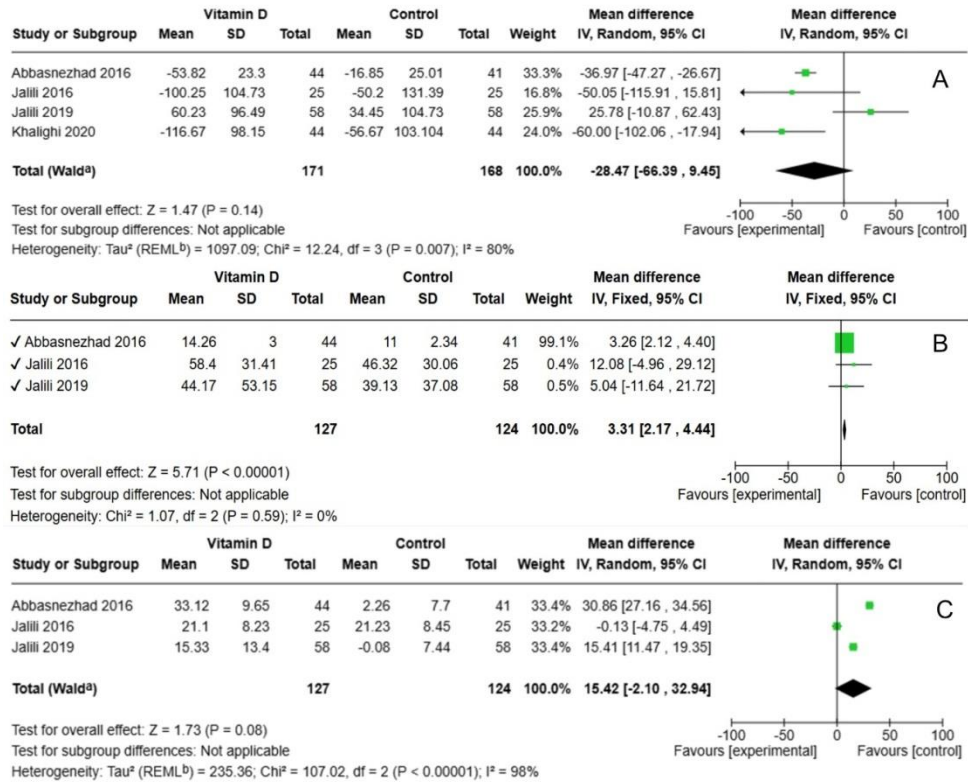 Vitamin D Control Mean difference Mean difference
Study or Subgroup Mean SD Total Mean SD Total Weight IV, Random, 95% CI IV, Random, 95% CI
Abbasnezhad 2016 -53.82 23.3 44 -16.85 25.01 41 33.3% -36.97 [-47.27 , -26.67]
Jalili 2016 -100.25 104.73 25 -50.2 131.39 25 16.8% -50.05 [-115.91 , 15.81]
Jalili 2019 60.23 96.49 58 34.45 104.73 58 25.9% 25.78 [-10.87 , 62.43]
Khalighi 2020 -116.67 98.15 44 -56.67 103.104 44 24.0% -60.00 [-102.06 , -17.94]
A
Total (Waldᵃ) 171 168 100.0% -28.47 [-66.39 , 9.45]
Test for overall effect: Z = 1.47 (P = 0.14)
Test for subgroup differences: Not applicable
Heterogeneity: Tau² (REMLᵇ) = 1097.09; Chi² = 12.24, df = 3 (P = 0.007); I² = 80%
-100 -50 0 50 100
Favours [experimental] Favours [control]
Vitamin D Control Mean difference Mean difference
Study or Subgroup Mean SD Total Mean SD Total Weight IV, Fixed, 95% CI IV, Fixed, 95% CI
✓ Abbasnezhad 2016 14.26 3 44 11 2.34 41 99.1% 3.26 [2.12 , 4.40]
✓ Jalili 2016 58.4 31.41 25 46.32 30.06 25 0.4% 12.08 [-4.96 , 29.12]
✓ Jalili 2019 44.17 53.15 58 39.13 37.08 58 0.5% 5.04 [-11.64 , 21.72]
B
Total 127 124 100.0% 3.31 [2.17 , 4.44]
Test for overall effect: Z = 5.71 (P < 0.00001)
Test for subgroup differences: Not applicable
Heterogeneity: Chi² = 1.07, df = 2 (P = 0.59); I² = 0%
-100 -50 0 50 100
Favours [experimental] Favours [control]
Vitamin D Control Mean difference Mean difference
Study or Subgroup Mean SD Total Mean SD Total Weight IV, Random, 95% CI IV, Random, 95% CI
Abbasnezhad 2016 33.12 9.65 44 2.26 7.7 41 33.4% 30.86 [27.16 , 34.56]
Jalili 2016 21.1 8.23 25 21.23 8.45 25 33.2% -0.13 [-4.75 , 4.49]
Jalili 2019 15.33 13.4 58 -0.08 7.44 58 33.4% 15.41 [11.47 , 19.35]
C
Total (Waldᵃ) 127 124 100.0% 15.42 [-2.10 , 32.94]
Test for overall effect: Z = 1.73 (P = 0.08)
Test for subgroup differences: Not applicable
Heterogeneity: Tau² (REMLᵇ) = 235.36; Chi² = 107.02, df = 2 (P < 0.00001); I² = 98%
-100 -50 0 50 100
Favours [experimental] Favours [control]